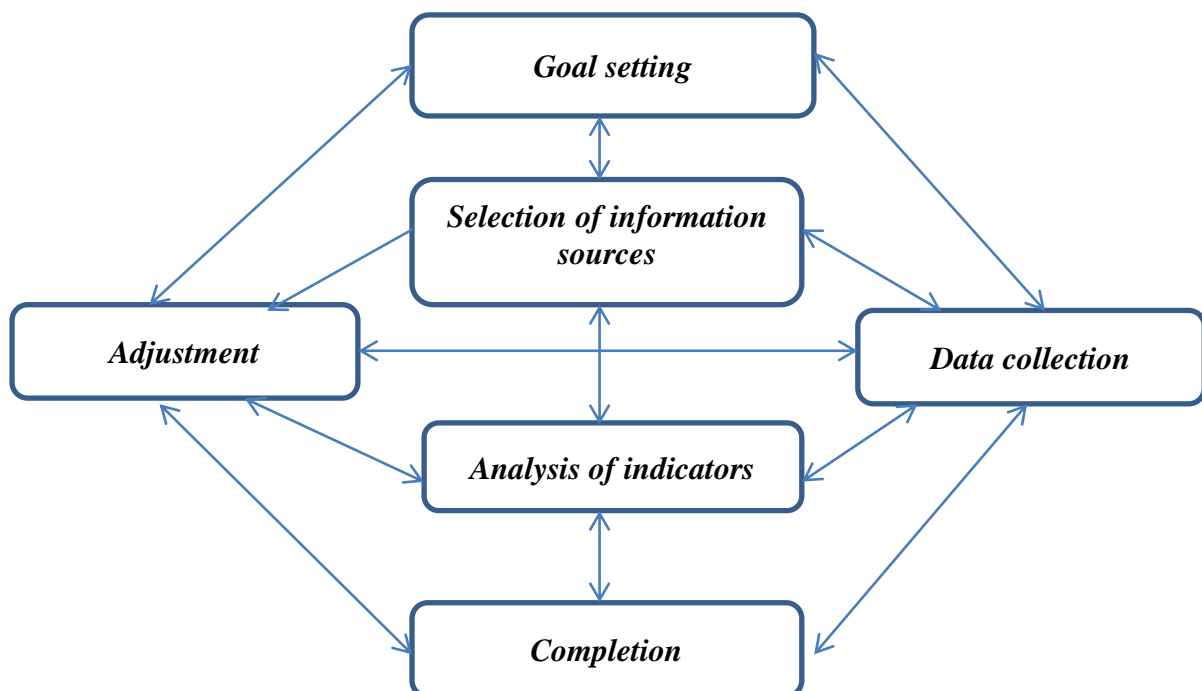 Goal setting
Selection of information
sources
Adjustment
Data collection
Analysis of indicators
Completion